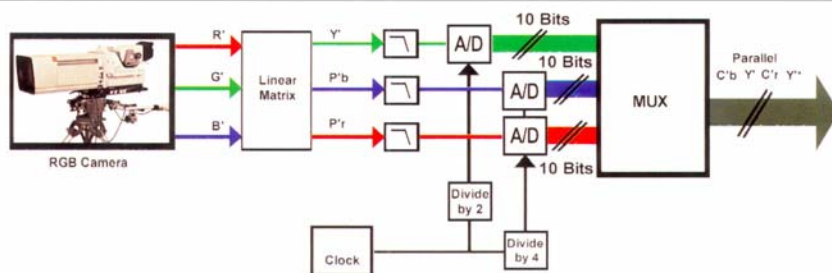 R'
G'
B'
RGB Camera
Linear
Matrix
Y'
P'b
P'r
A/D
A/D
A/D
10 Bits
10 Bits
10 Bits
MUX
Parallel
C'b Y' C'r Y'*
Divide
by 2
Divide
by 4
Clock